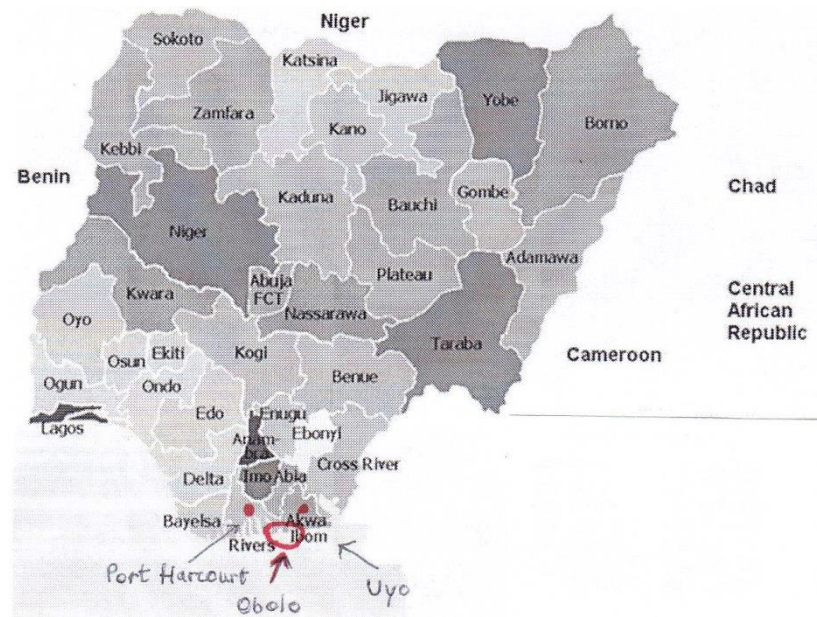 Niger
Sokoto
Katsina
Jigawa
Yobe
Borno
Zamfara
Kano
Kebbi
Benin
Kaduna
Bauchi
Gombe
Chad
Niger
Adamawa
Plateau
Abuja
FCT
Kwara
Nassarawa
Central
African
Republic
Oyo
Taraba
Cameroon
Osun
Ekiti
Kogi
Benue
Ogun
Ondo
Edo
Enugu
Ebonyi
Lagos
Anam-
bra
Cross River
Delta
Imo
Abia
Bayelsa
Akwa
Ibom
Rivers
Port Harcourt
Uyo
Obolo